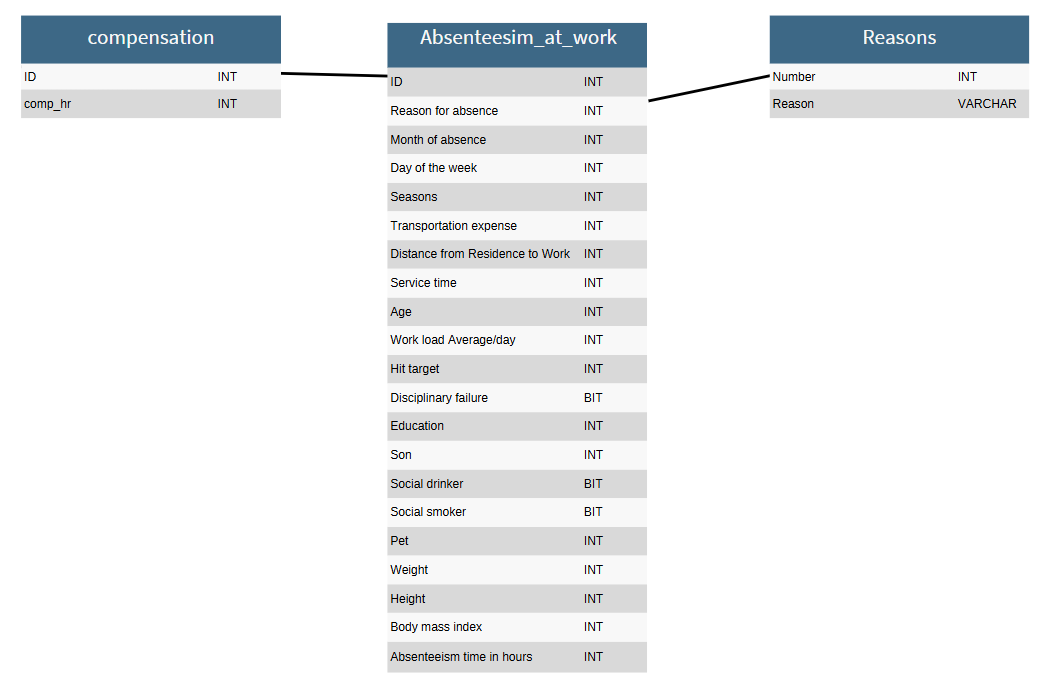 compensation
ID INT
comp_hr INT
Absenteesim_at_work
ID INT
Reason for absence INT
Month of absence INT
Day of the week INT
Seasons INT
Transportation expense INT
Distance from Residence to Work INT
Service time INT
Age INT
Work load Average/day INT
Hit target INT
Disciplinary failure BIT
Education INT
Son INT
Social drinker BIT
Social smoker BIT
Pet INT
Weight INT
Height INT
Body mass index INT
Absenteeism time in hours INT
Reasons
Number INT
Reason VARCHAR